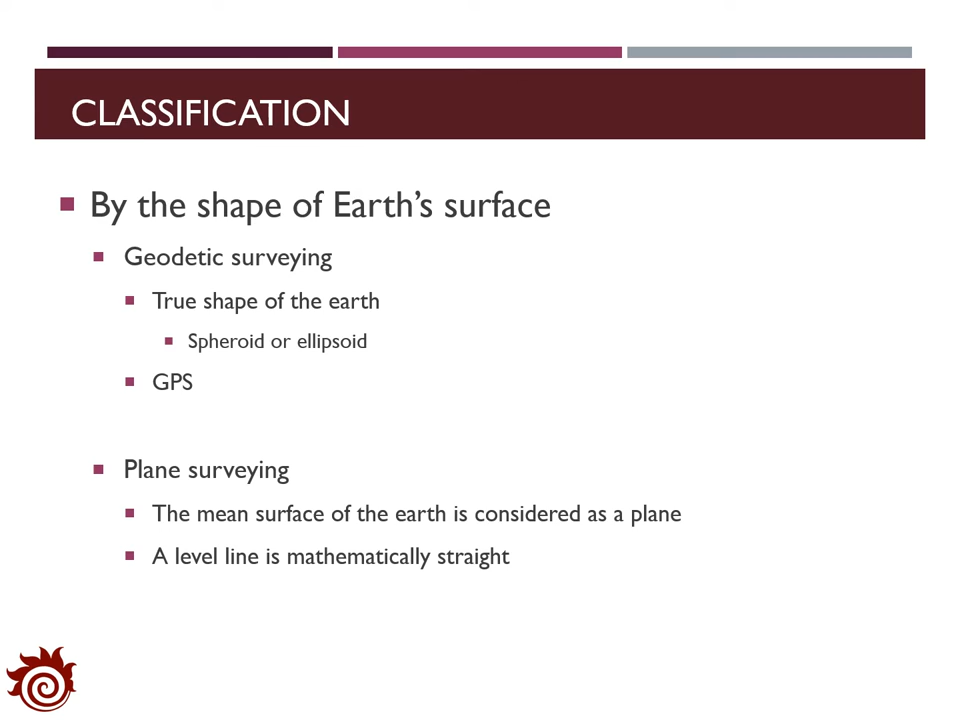 CLASSIFICATION
By the shape of Earth's surface
Geodetic surveying
True shape of the earth
Spheroid or ellipsoid
GPS
Plane surveying
The mean surface of the earth is considered as a plane
A level line is mathematically straight